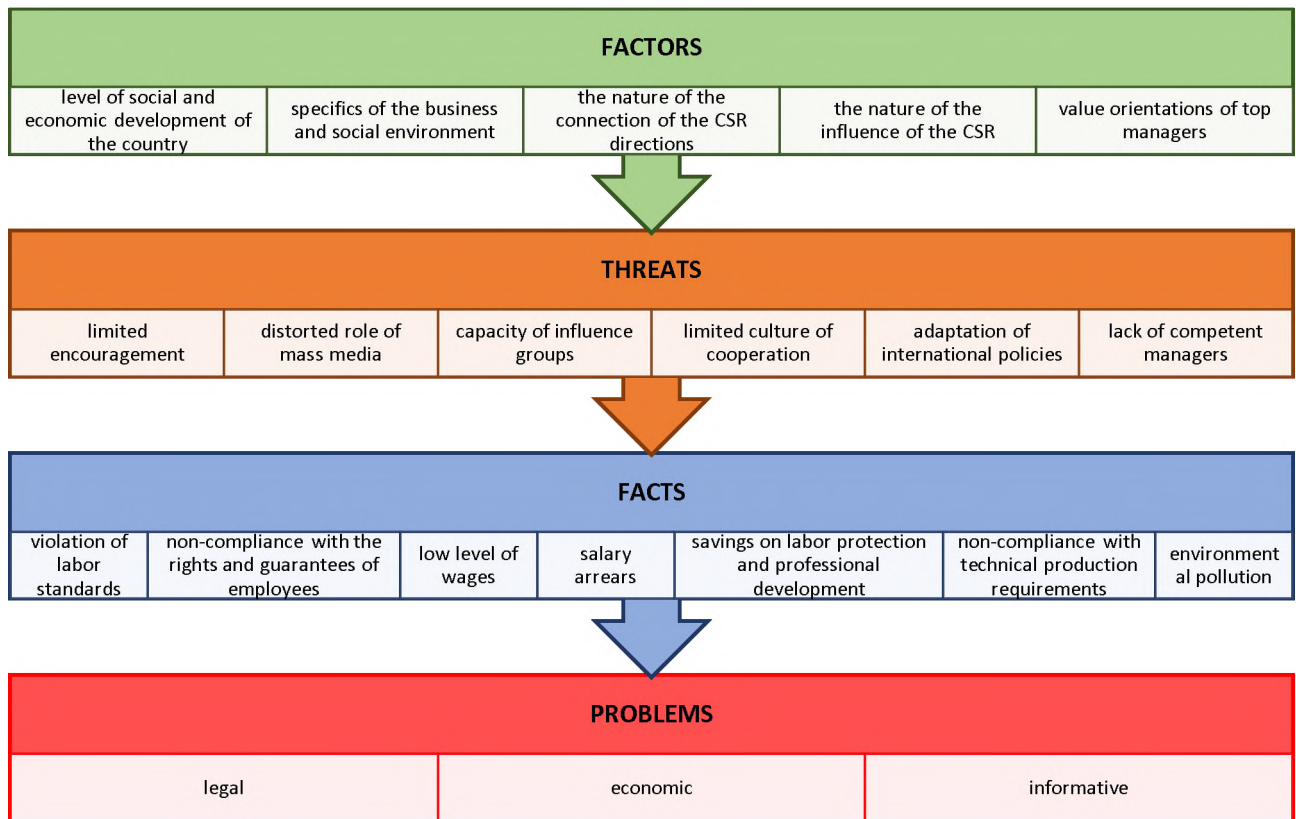 FACTORS
level of social and
economic development of
the country
specifics of the business
and social environment
the nature of the
connection of the CSR
directions
the nature of the
influence of the CSR
value orientations of top
managers
THREATS
limited
encouragement
distorted role of
mass media
capacity of influence
groups
limited culture of
cooperation
adaptation of
international policies
lack of competent
managers
FACTS
violation of
labor
standards
non-compliance with the
rights and guarantees of
employees
low level of
wages
salary
arrears
savings on labor protection
and professional
development
non-compliance with
technical production
requirements
environment
al pollution
PROBLEMS
legal
economic
informative